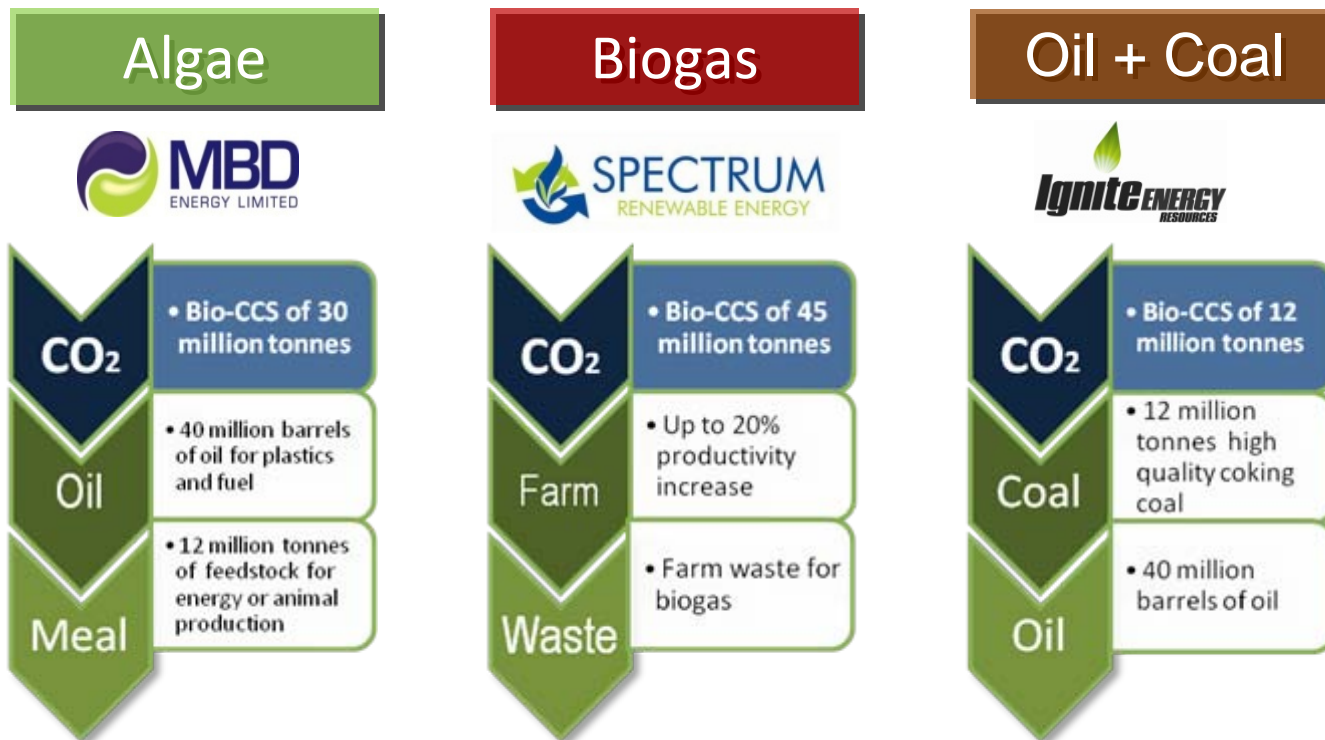 Algae
MBD
ENERGY LIMITED
CO2
• Bio-CCS of 30
million tonnes
Oil
• 40 million barrels
of oil for plastics
and fuel
Meal
• 12 million tonnes
of feedstock for
energy or animal
production
Biogas
SPECTRUM
RENEWABLE ENERGY
CO2
• Bio-CCS of 45
million tonnes
Farm
• Up to 20%
productivity
increase
Waste
• Farm waste for
biogas
Oil + Coal
Ignite ENERGY
RESOURCES
CO2
• Bio-CCS of 12
million tonnes
Coal
• 12 million
tonnes high
quality coking
coal
Oil
• 40 million
barrels of oil